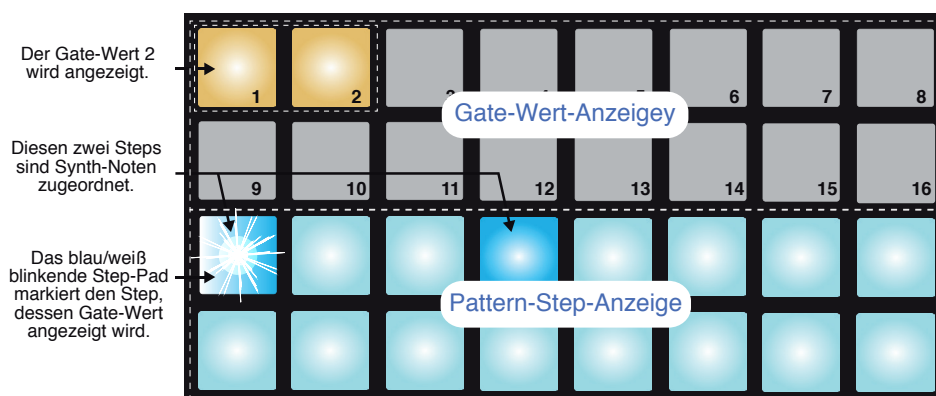 Der Gate-Wert 2
wird angezeigt.
1 2 3 6 7 8
Gate-Wert-Anzeigey
Diesen zwei Steps
sind Synth-Noten
zugeordnet.
9 10 11 12 13 14 15 16
Das blau/weiß
blinkende Step-Pad
markiert den Step,
dessen Gate-Wert
angezeigt wird.
Pattern-Step-Anzeige